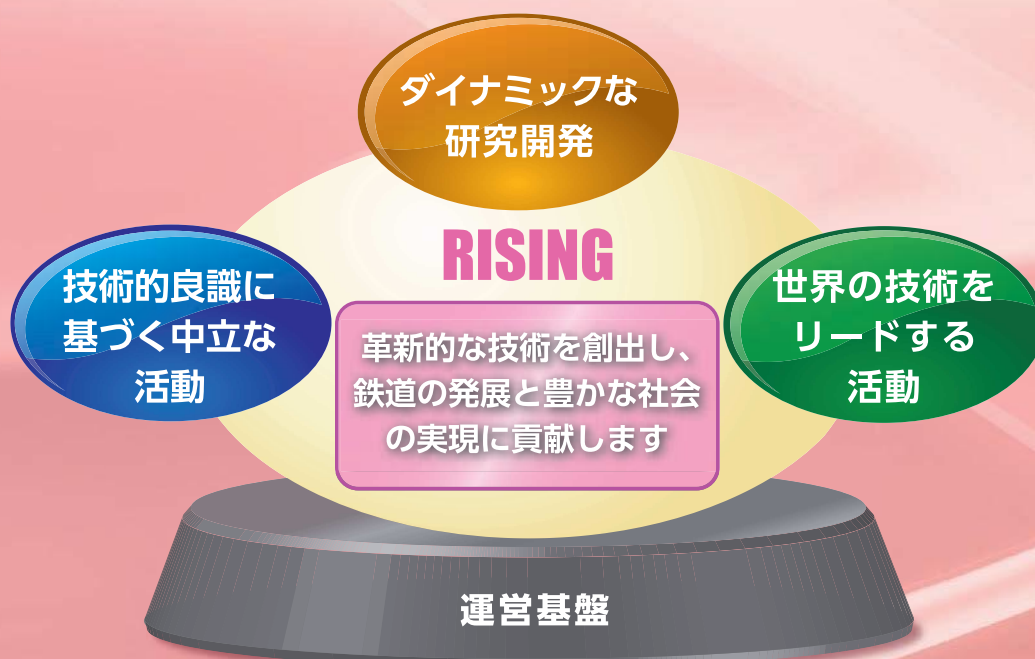 ダイナミックな
研究開発
RISING
技術的良識に
基づく中立な
活動
革新的な技術を創出し、
鉄道の発展と豊かな社会
の実現に貢献します
世界の技術を
リードする
活動
運営基盤